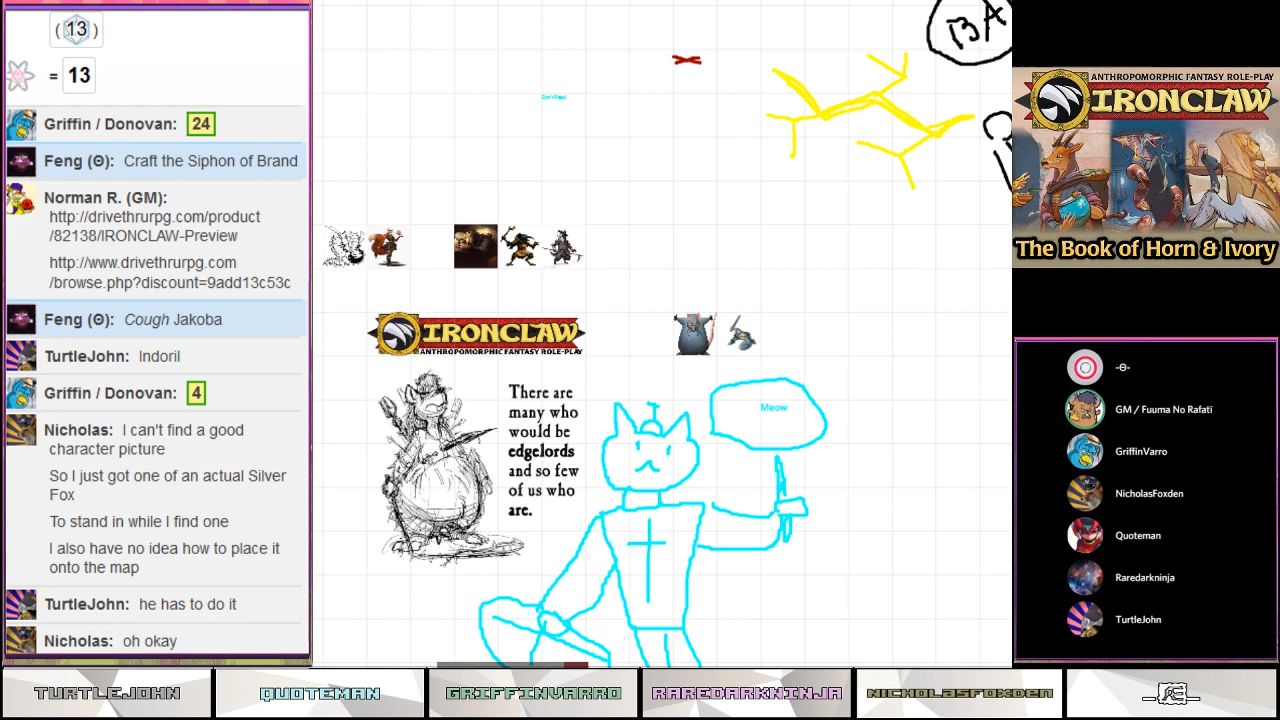 13
= 13
Griffin / Donovan: 24
Feng (Θ): Craft the Siphon of Brand
Norman R. (GM):
http://drivethrurpg.com/product
/82138/IRONCLAW-Preview
http://www.drivethrurpg.com
/browse.php?discount=9add13c53c
Feng (Θ): Cough Jakoba
TurtleJohn: Indoril
Griffin / Donovan: 4
Nicholas: I can't find a good
character picture
So I just got one of an actual Silver
Fox
To stand in while I find one
I also have no idea how to place it
onto the map
TurtleJohn: he has to do it
Nicholas: oh okay
Don't Read
IRONCLAW
ANTHROPOMORPHIC FANTASY ROLE-PLAY
There are
many who
would be
edgelords
and so few
of us who
are.
Meow
ANTHROPOMORPHIC FANTASY ROLE-PLAY
IRONCLAW
The Book of Horn & Ivory
-Θ-
GM / Fuuma No Rafati
GriffinVarro
NicholasFoxden
Quoteman
Raredarkninja
TurtleJohn
TURTLEJOHN
QUOTEMAN
GRIFFINVARRO
RAREDARKNINJA
NICHOLASFOXDEN